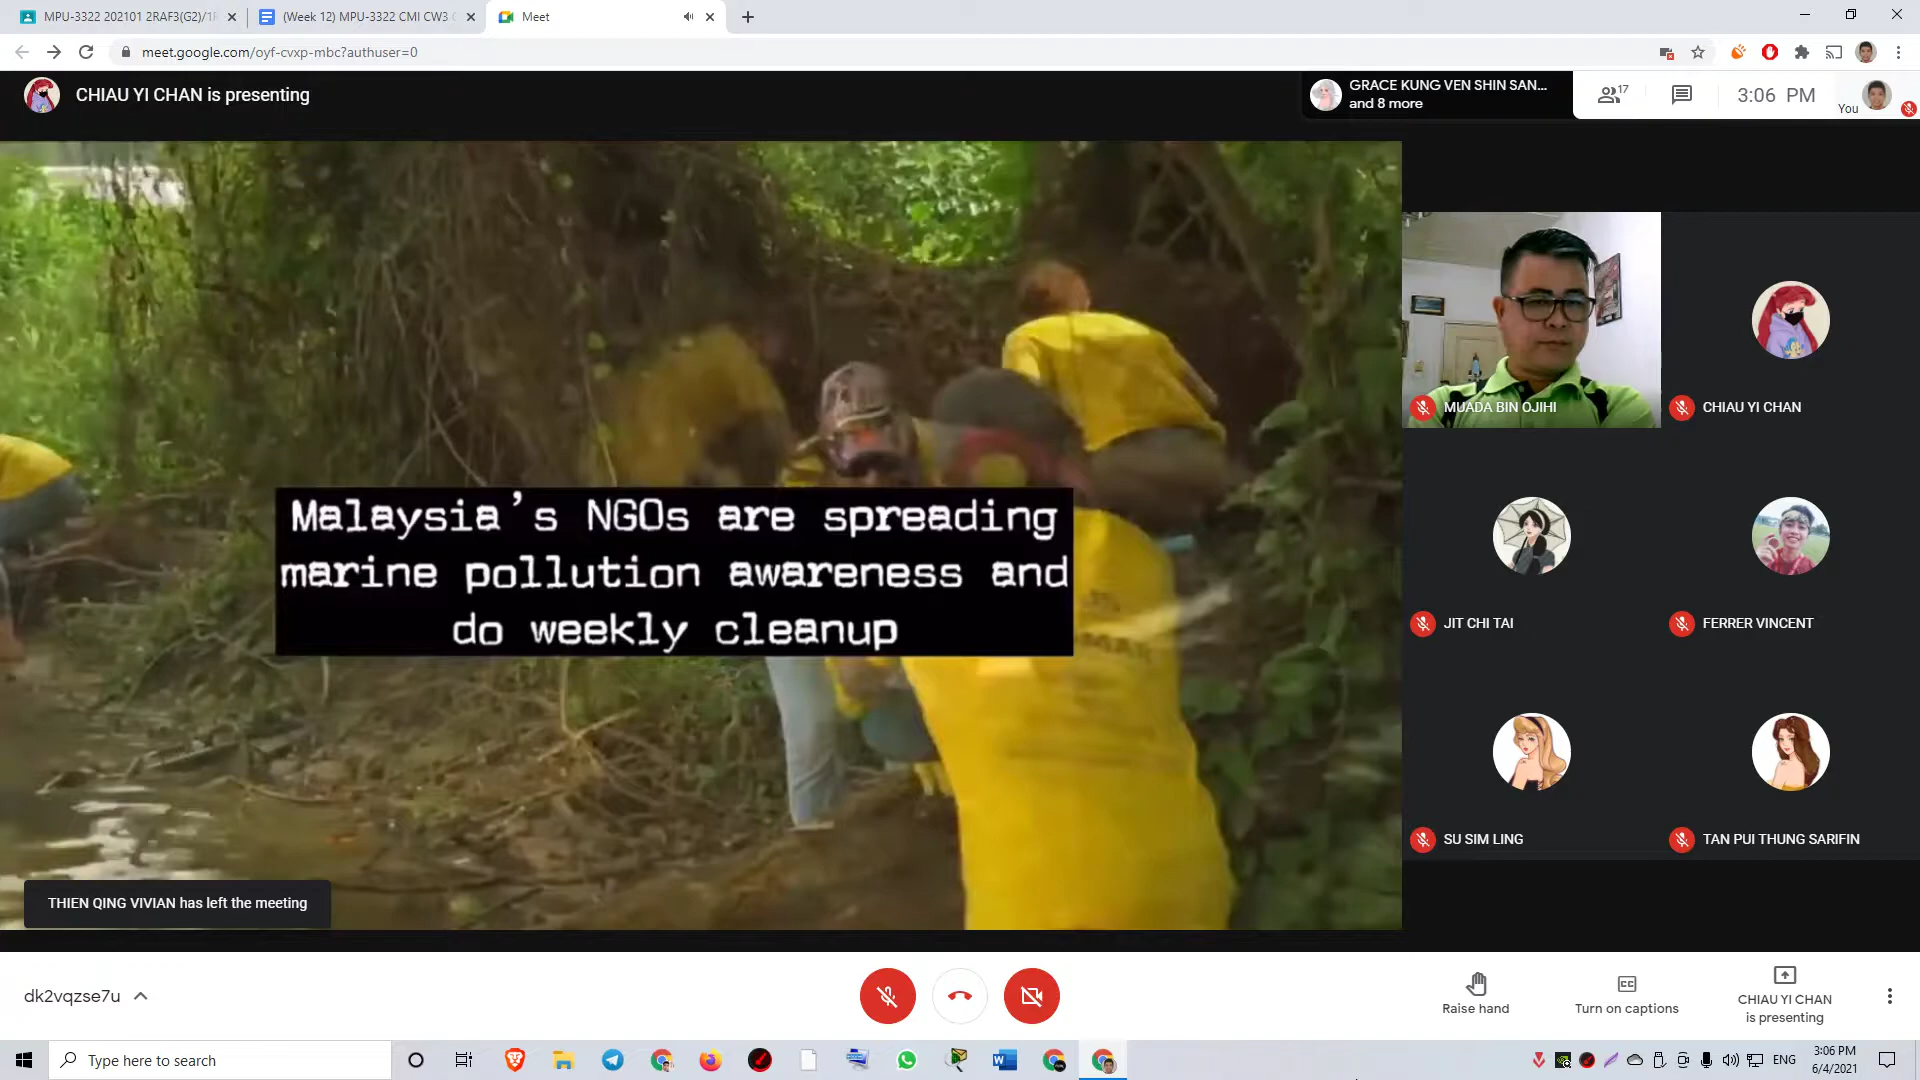 MPU-3322 202101 2RAF3(G2)/1
(Week 12) MPU-3322 CMI CW3
Meet
meet.google.com/oyf-cvxp-mbc?authuser=0
CHIAU YI CHAN is presenting
GRACE KUNG VEN SHIN SAN...
and 8 more
17
3:06 PM
You
Malaysia's NGOs are spreading
marine pollution awareness and
do weekly cleanup
MUADA BIN OJIHI
CHIAU YI CHAN
JIT CHI TAI
FERRER VINCENT
SU SIM LING
TAN PUI THUNG SARIFIN
THIEN QING VIVIAN has left the meeting
dk2vqzse7u
Raise hand
Turn on captions
CHIAU YI CHAN
is presenting
Type here to search
ENG
3:06 PM
6/4/2021